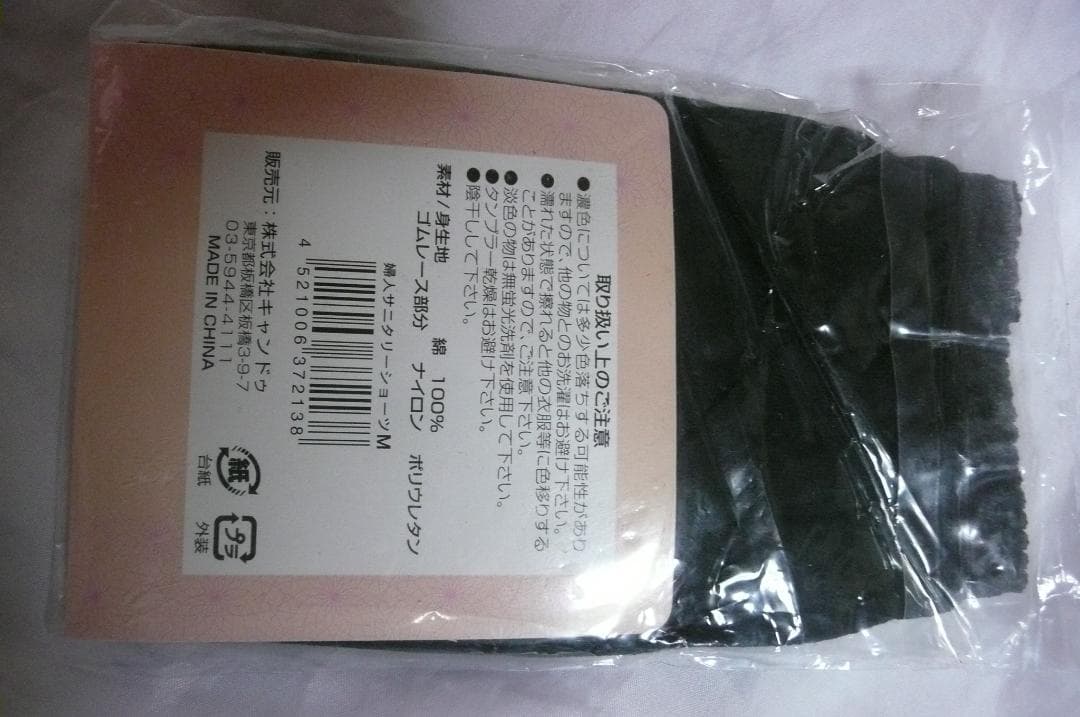 取り扱い上のご注意
●濃色については多少色落ちする可能性があり
ますので、他の物とのお洗濯はお避け下さい。
●濡れた状態で擦れると他の衣服等に色移りする
ことがありますので、ご注意下さい。
●淡色の物は無蛍光洗剤を使用して下さい。
●タンブラー乾燥はお避け下さい。
●陰干しして下さい。
素材/身生地 綿 100%
ゴムレース部分 ナイロン ポリウレタン
婦人サニタリーショーツM
4 521006 372138
販売元:株式会社キャンドゥ
東京都板橋区板橋3-9-7
03-5944-4111
MADE IN CHINA
紙
台紙
プラ
外装